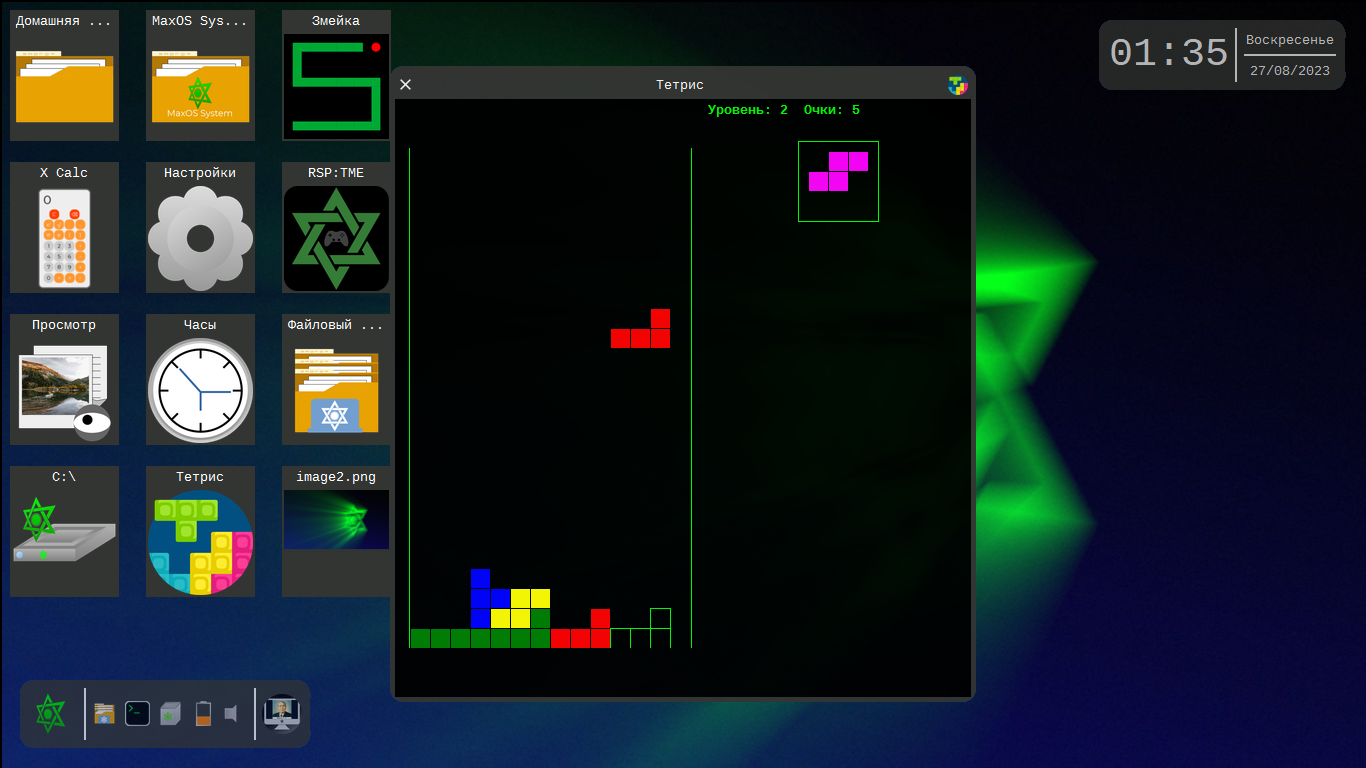 Домашняя ...
MaxOS Sys...
Змейка
MaxOS System
X Calc
Настройки
RSP:TME
Просмотр
Часы
Файловый ...
C:\
Тетрис
image2.png
Тетрис
Уровень: 2 Очки: 5
01:35
Воскресенье
27/08/2023